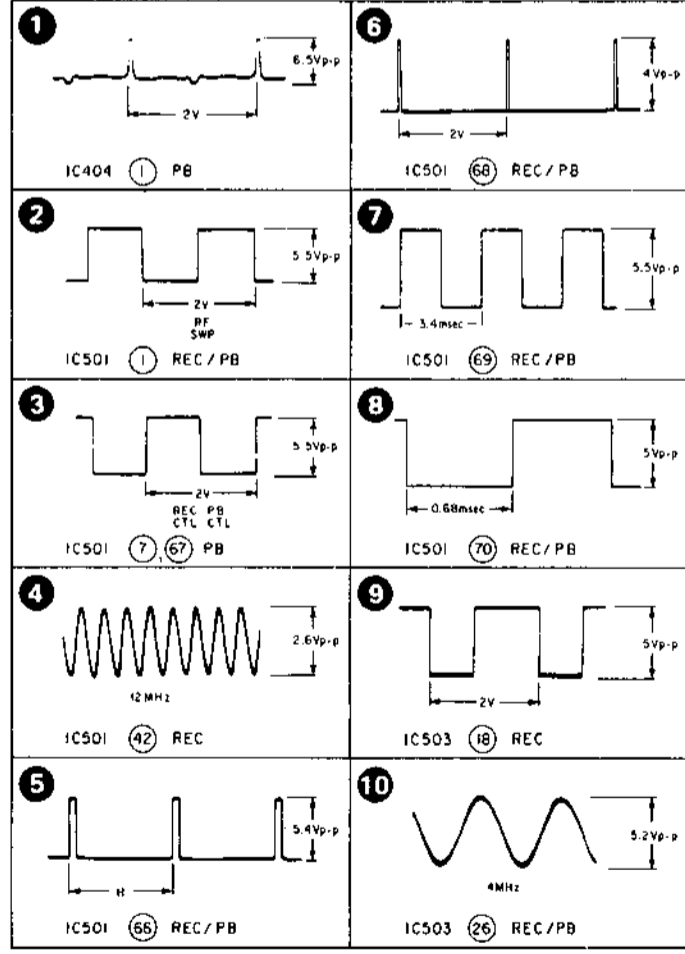 1
6.5Vp-p
2V
IC404 1 PB
2
5.5Vp-p
2V
RF
SWP
IC501 1 REC/PB
3
5.5Vp-p
2V
REC PB
CTL CTL
IC501 7, 67 PB
4
2.6Vp-p
12MHz
IC501 42 REC
5
5.4Vp-p
H
IC501 66 REC/PB
6
4Vp-p
2V
IC501 68 REC/PB
7
5.5Vp-p
3.4msec
IC501 69 REC/PB
8
5Vp-p
0.68msec
IC501 70 REC/PB
9
5Vp-p
2V
IC503 18 REC
10
5.2Vp-p
4MHz
IC503 26 REC/PB